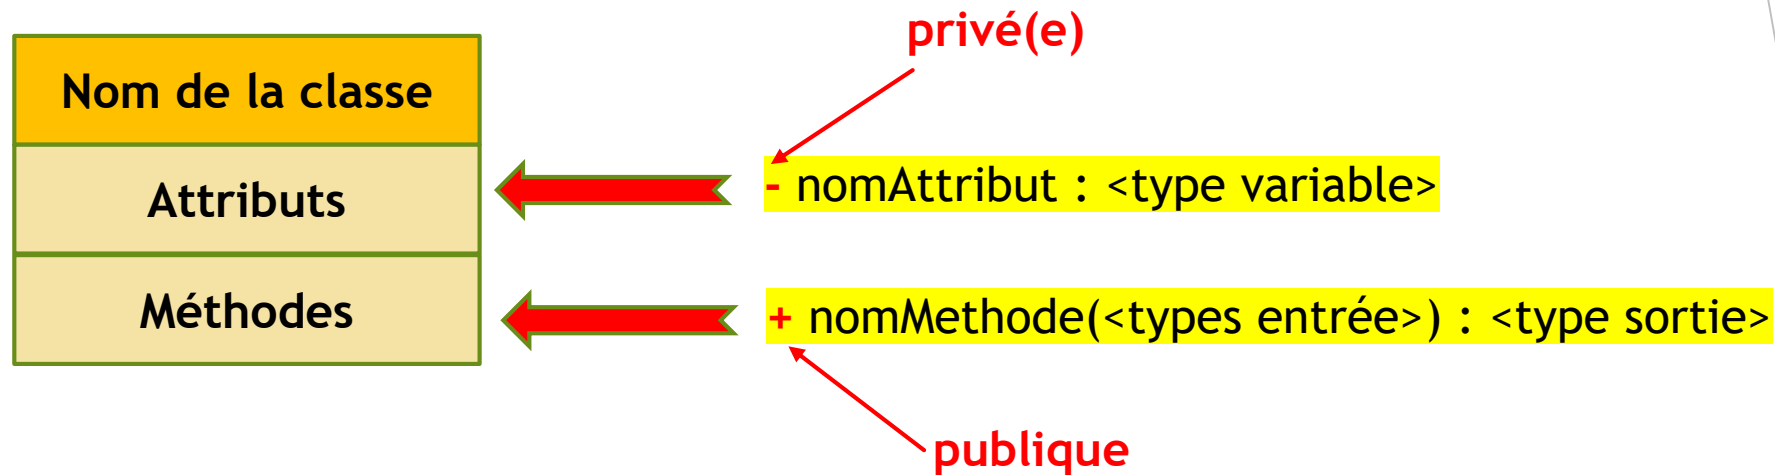 privé(e)
Nom de la classe
Attributs
- nomAttribut : <type variable>
Méthodes
+ nomMethode(<types entrée>) : <type sortie>
publique